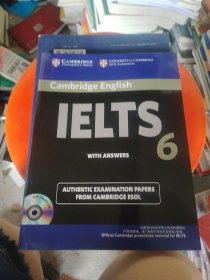 CAMBRIDGE
UNIVERSITY PRESS
UNIVERSITY of CAMBRIDGE
ESOL Examinations
Cambridge English
IELTS 6
WITH ANSWERS
AUTHENTIC EXAMINATION PAPERS
FROM CAMBRIDGE ESOL
Official Cambridge preparation material for IELTS